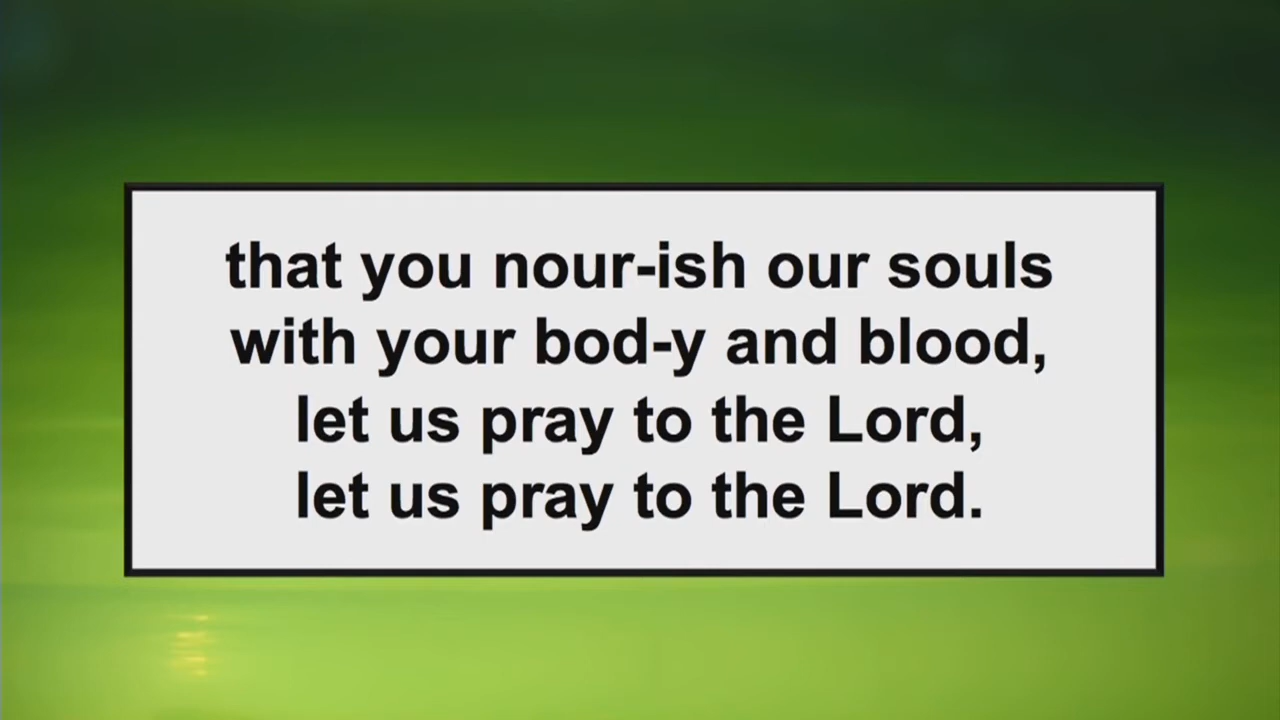 that you nour-ish our souls
with your bod-y and blood,
let us pray to the Lord,
let us pray to the Lord.